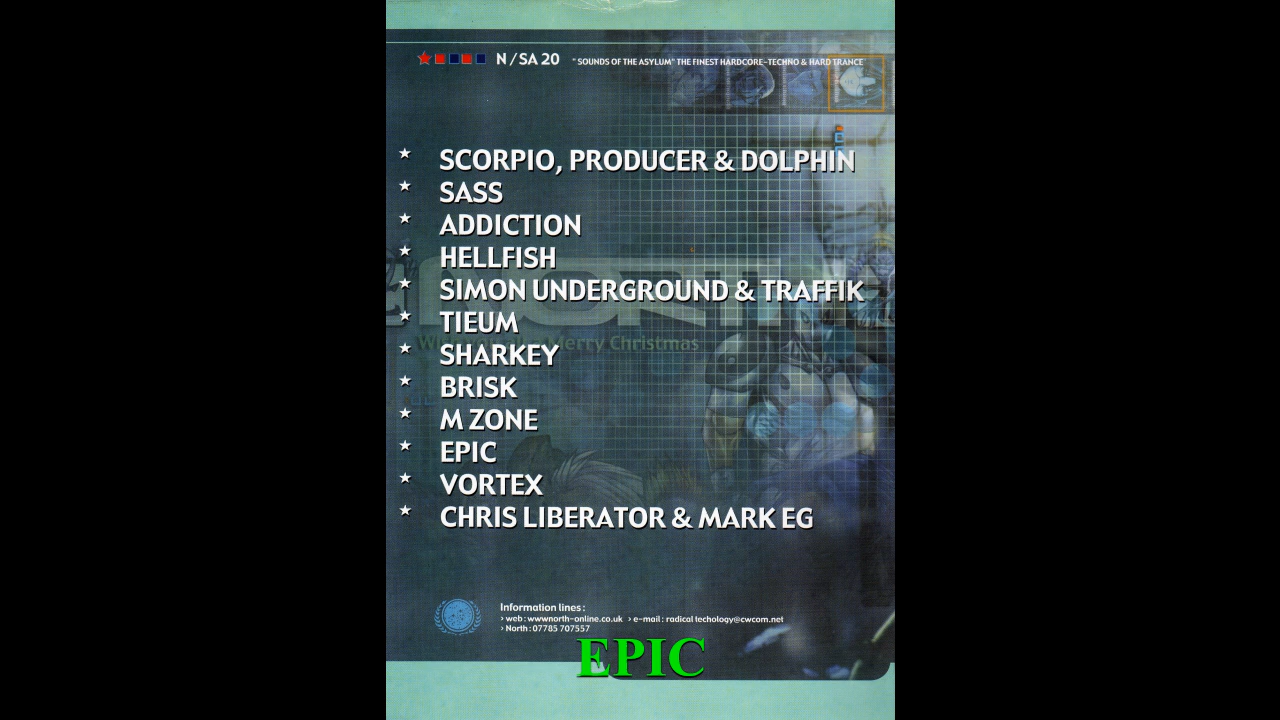 N/SA 20 "SOUNDS OF THE ASYLUM" THE FINEST HARDCORE-TECHNO & HARD TRANCE
★ SCORPIO, PRODUCER & DOLPHIN
★ SASS
★ ADDICTION
★ HELLFISH
★ SIMON UNDERGROUND & TRAFFIK
NORTH
★ TIEUM
Merry Christmas
★ SHARKEY
★ BRISK
★ M ZONE
★ EPIC
★ VORTEX
★ CHRIS LIBERATOR & MARK EG
Information lines :
› web : wwwnorth-online.co.uk › e-mail : radical techology@cwcom.net
› North : 07785 707557
EPIC